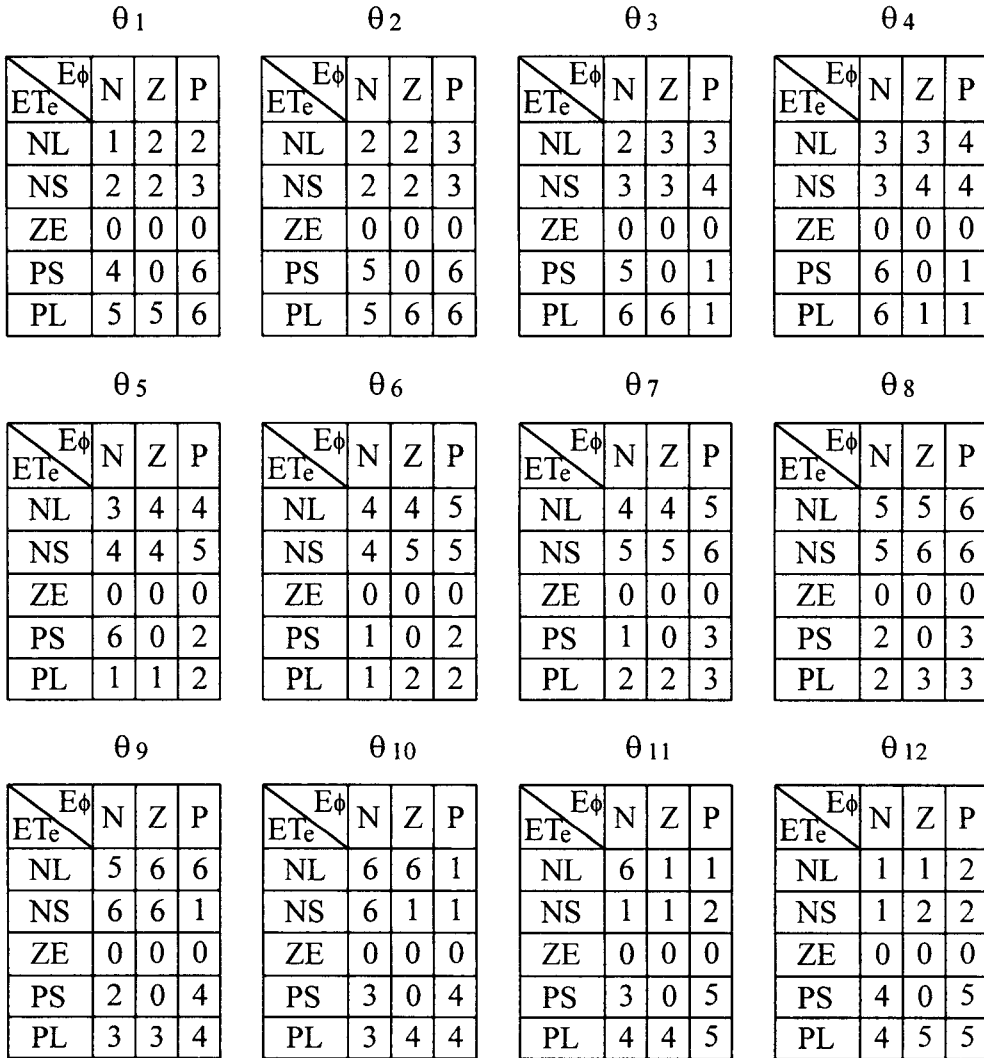 θ1 θ2 θ3 θ4
Eφ N Z P Eφ N Z P Eφ N Z P Eφ N Z P
ETe ETe ETe ETe
NL 1 2 2 NL 2 2 3 NL 2 3 3 NL 3 3 4
NS 2 2 3 NS 2 2 3 NS 3 3 4 NS 3 4 4
ZE 0 0 0 ZE 0 0 0 ZE 0 0 0 ZE 0 0 0
PS 4 0 6 PS 5 0 6 PS 5 0 1 PS 6 0 1
PL 5 5 6 PL 5 6 6 PL 6 6 1 PL 6 1 1
θ5 θ6 θ7 θ8
Eφ N Z P Eφ N Z P Eφ N Z P Eφ N Z P
ETe ETe ETe ETe
NL 3 4 4 NL 4 4 5 NL 4 4 5 NL 5 5 6
NS 4 4 5 NS 4 5 5 NS 5 5 6 NS 5 6 6
ZE 0 0 0 ZE 0 0 0 ZE 0 0 0 ZE 0 0 0
PS 6 0 2 PS 1 0 2 PS 1 0 3 PS 2 0 3
PL 1 1 2 PL 1 2 2 PL 2 2 3 PL 2 3 3
θ9 θ10 θ11 θ12
Eφ N Z P Eφ N Z P Eφ N Z P Eφ N Z P
ETe ETe ETe ETe
NL 5 6 6 NL 6 6 1 NL 6 1 1 NL 1 1 2
NS 6 6 1 NS 6 1 1 NS 1 1 2 NS 1 2 2
ZE 0 0 0 ZE 0 0 0 ZE 0 0 0 ZE 0 0 0
PS 2 0 4 PS 3 0 4 PS 3 0 5 PS 4 0 5
PL 3 3 4 PL 3 4 4 PL 4 4 5 PL 4 5 5